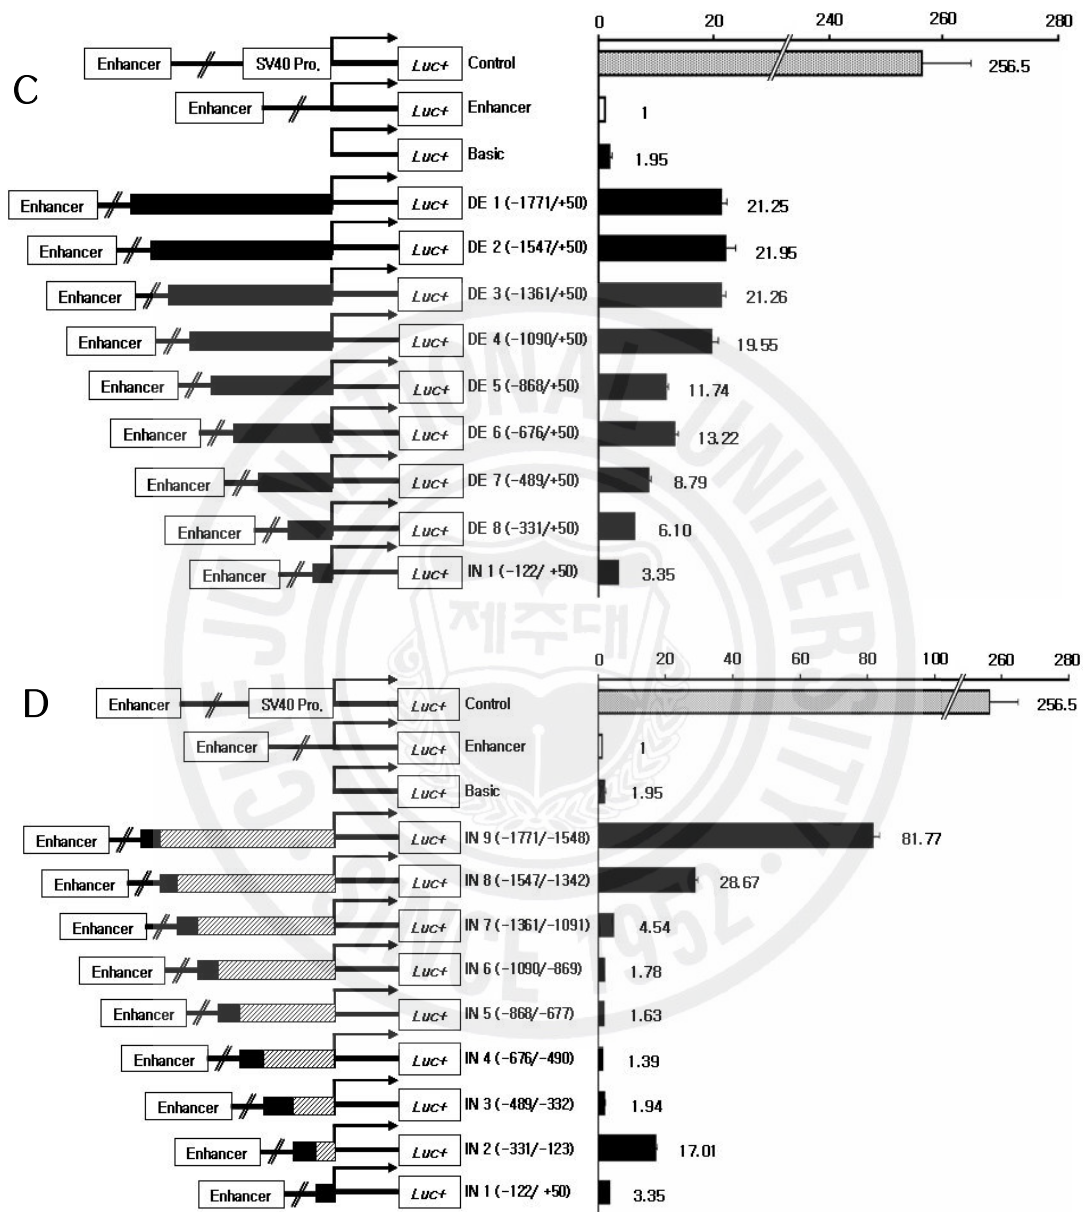 0 20 240 260 280
C
Enhancer SV40 Pro. Luc+ Control 256.5
Enhancer Luc+ Enhancer 1
Luc+ Basic 1.95
Enhancer Luc+ DE 1 (-1771/+50) 21.25
Enhancer Luc+ DE 2 (-1547/+50) 21.95
Enhancer Luc+ DE 3 (-1361/+50) 21.26
Enhancer Luc+ DE 4 (-1090/+50) 19.55
Enhancer Luc+ DE 5 (-868/+50) 11.74
Enhancer Luc+ DE 6 (-676/+50) 13.22
Enhancer Luc+ DE 7 (-489/+50) 8.79
Enhancer Luc+ DE 8 (-331/+50) 6.10
Enhancer Luc+ IN 1 (-122/ +50) 3.35
0 20 40 60 80 100 260 280
D
Enhancer SV40 Pro. Luc+ Control 256.5
Enhancer Luc+ Enhancer 1
Luc+ Basic 1.95
Enhancer Luc+ IN 9 (-1771/-1548) 81.77
Enhancer Luc+ IN 8 (-1547/-1342) 28.67
Enhancer Luc+ IN 7 (-1361/-1091) 4.54
Enhancer Luc+ IN 6 (-1090/-869) 1.78
Enhancer Luc+ IN 5 (-868/-677) 1.63
Enhancer Luc+ IN 4 (-676/-490) 1.39
Enhancer Luc+ IN 3 (-489/-332) 1.94
Enhancer Luc+ IN 2 (-331/-123) 17.01
Enhancer Luc+ IN 1 (-122/ +50) 3.35
CHEJU NATIONAL UNIVERSITY
제주대
SINCE 1952